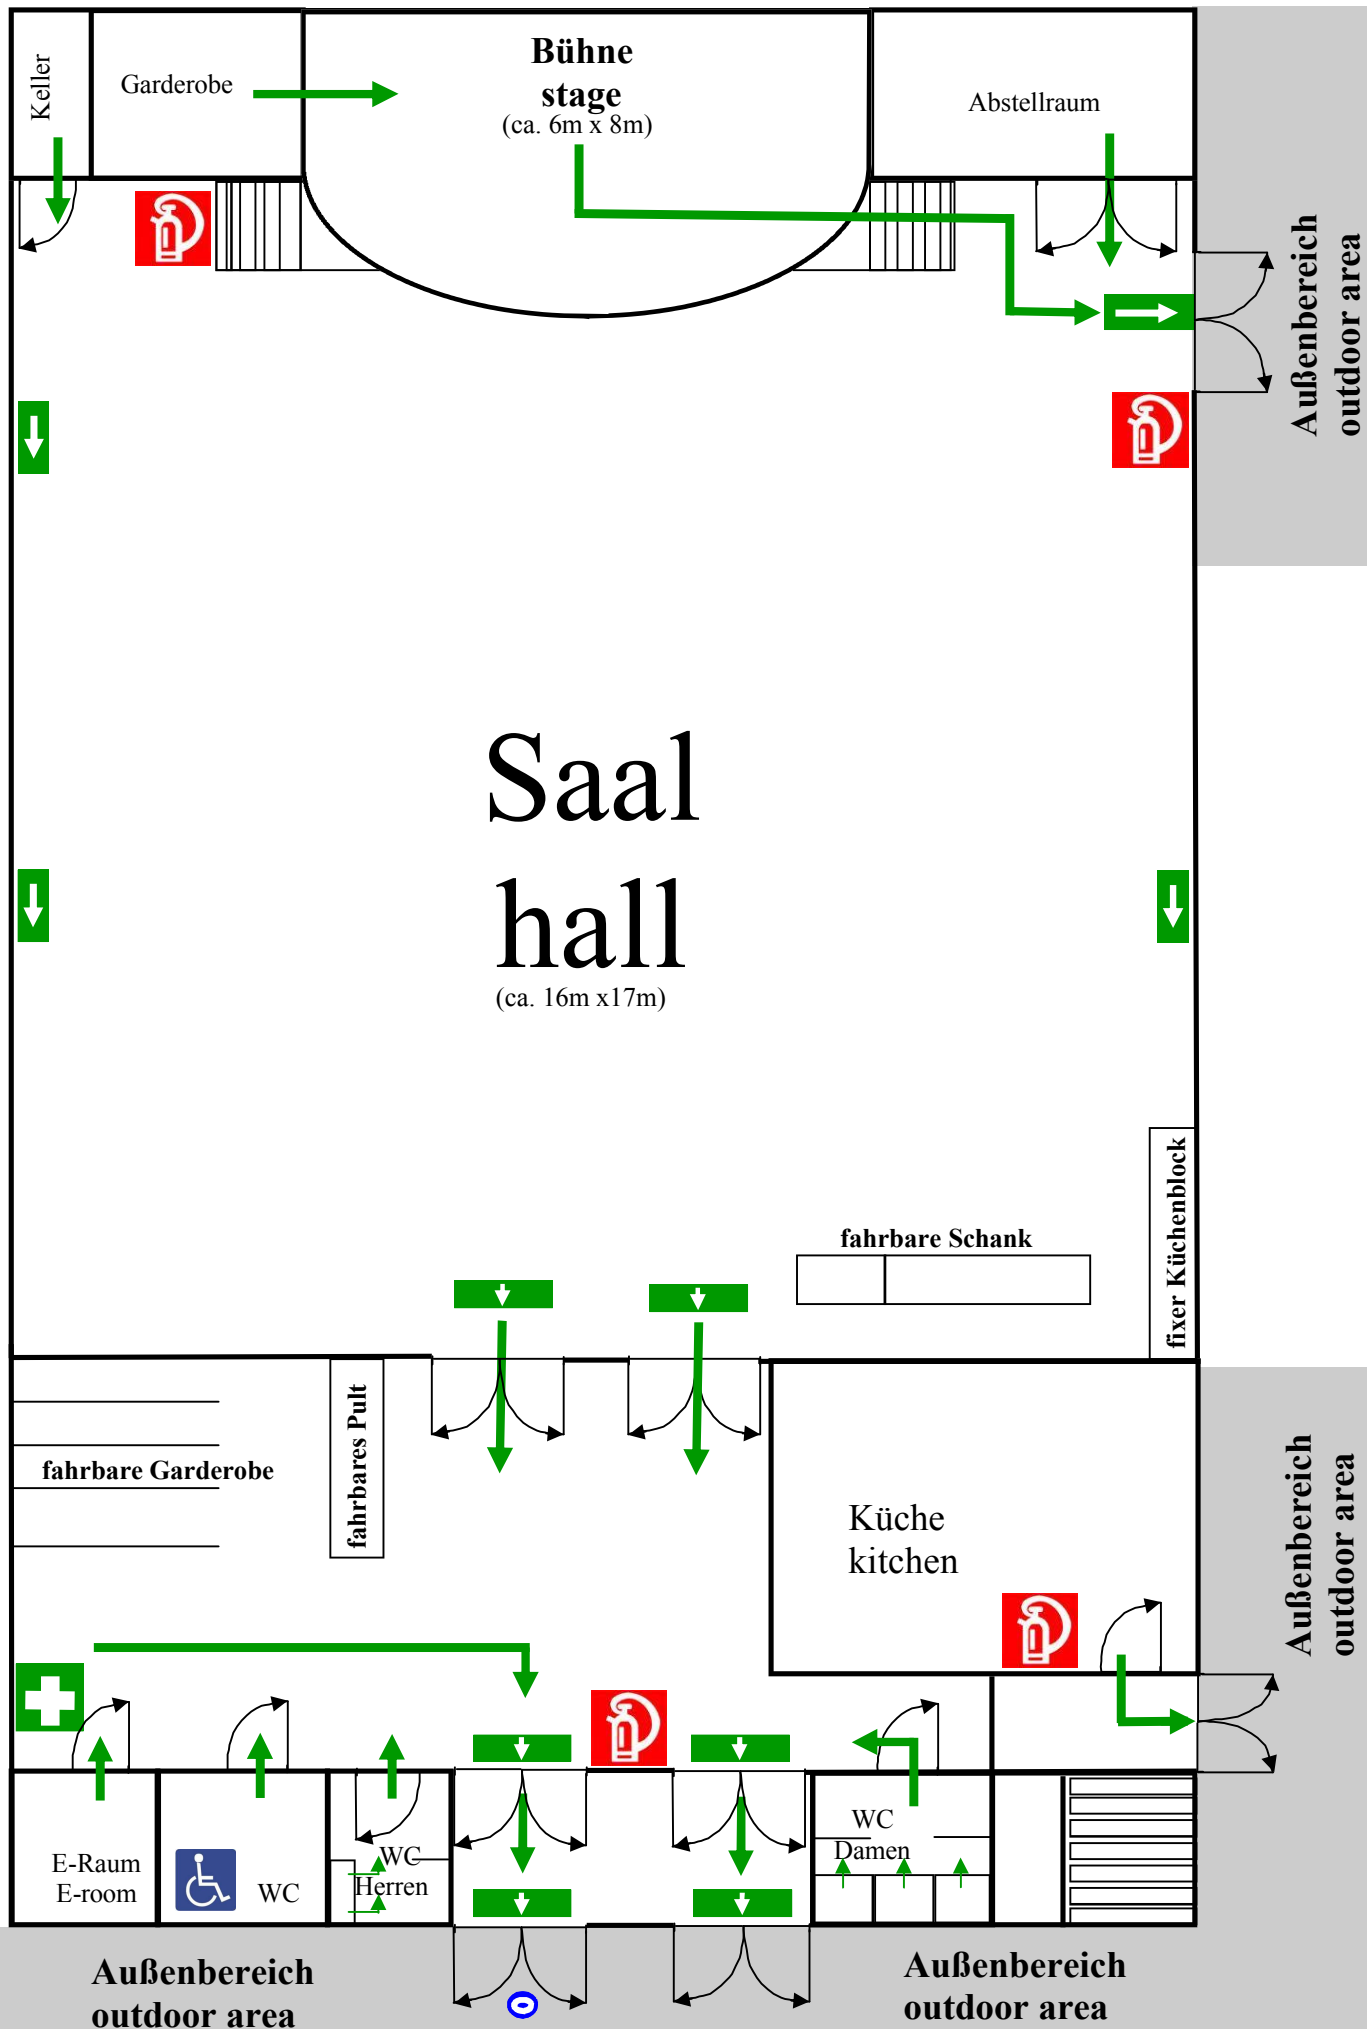 Keller
Garderobe
Bühne
stage
(ca. 6m x 8m)
Abstellraum
Außenbereich
outdoor area
Saal
hall
(ca. 16m x17m)
fahrbare Schank
fixer Küchenblock
fahrbare Garderobe
fahrbares Pult
Küche
kitchen
Außenbereich
outdoor area
E-Raum
E-room
WC
WC
Herren
WC
Damen
Außenbereich
outdoor area
Außenbereich
outdoor area